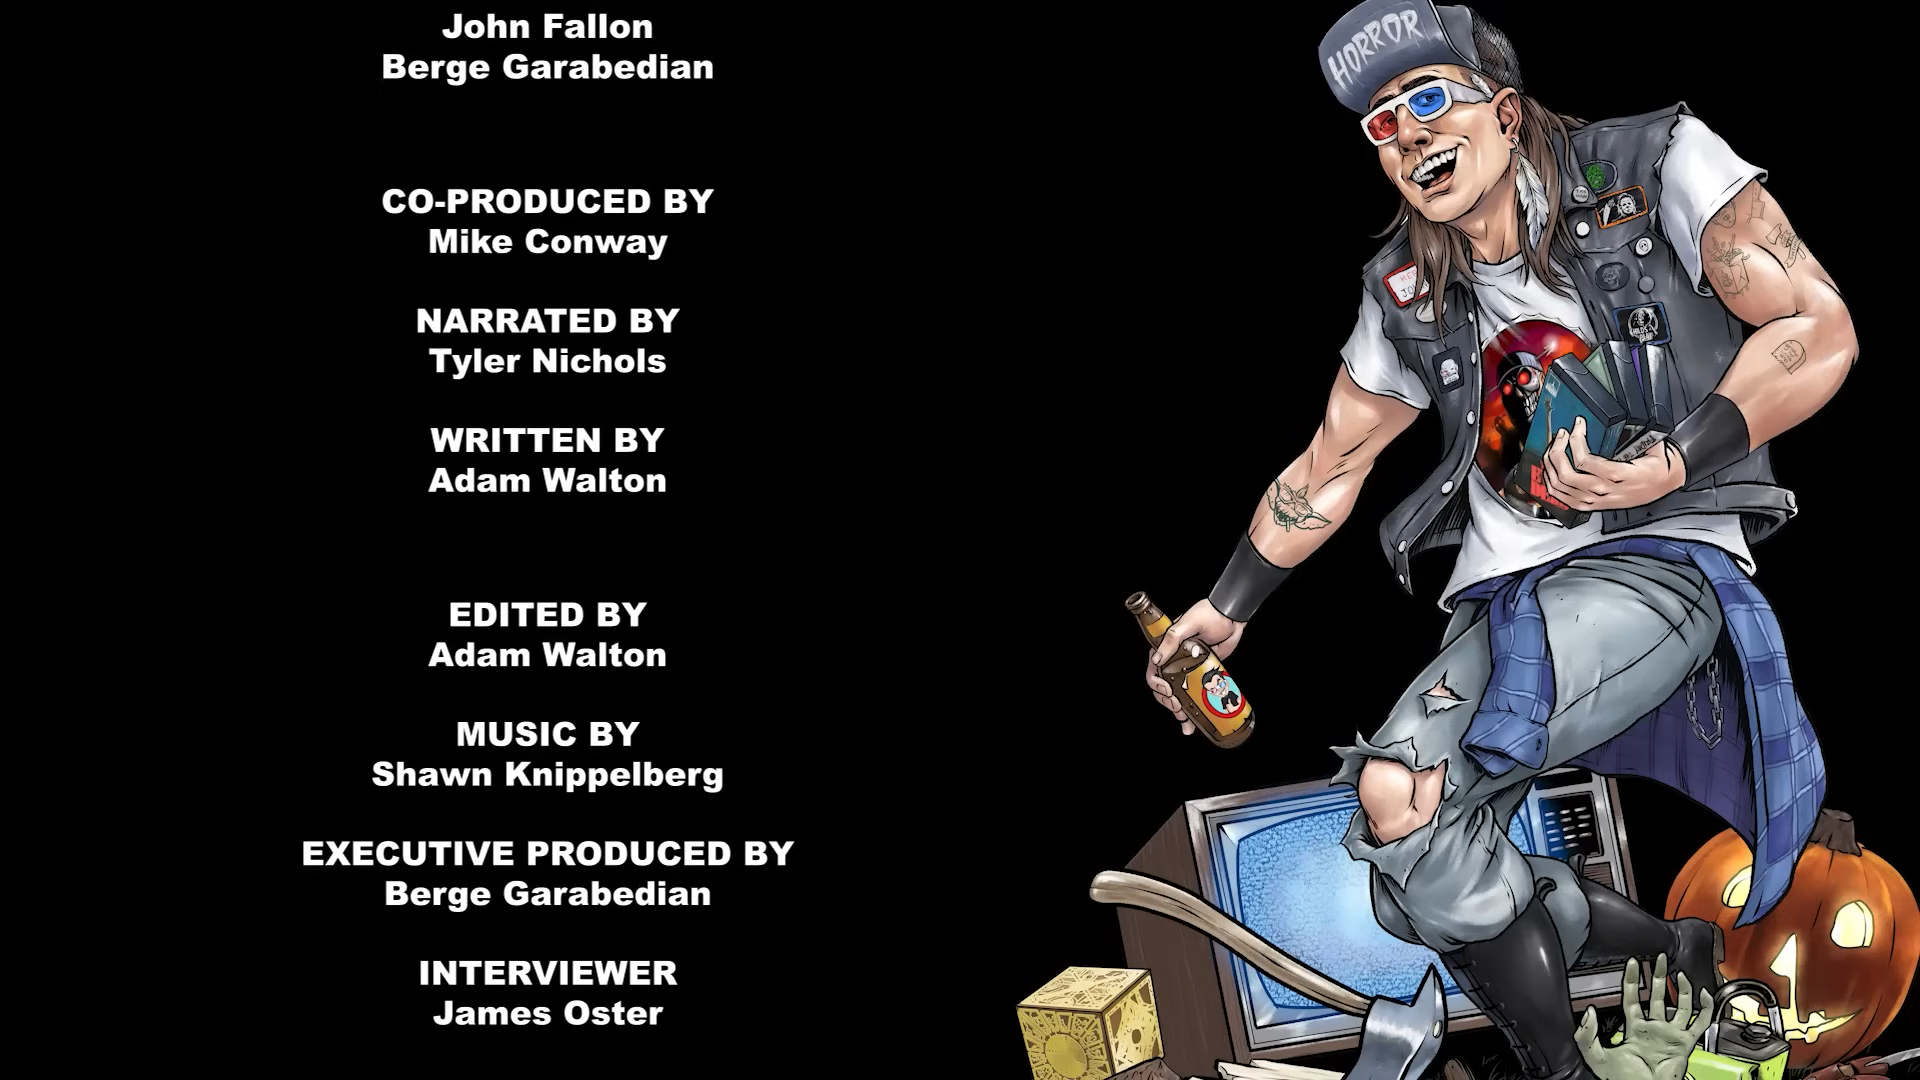 John Fallon
Berge Garabedian
CO-PRODUCED BY
Mike Conway
NARRATED BY
Tyler Nichols
WRITTEN BY
Adam Walton
EDITED BY
Adam Walton
MUSIC BY
Shawn Knippelberg
EXECUTIVE PRODUCED BY
Berge Garabedian
INTERVIEWER
James Oster
HORROR